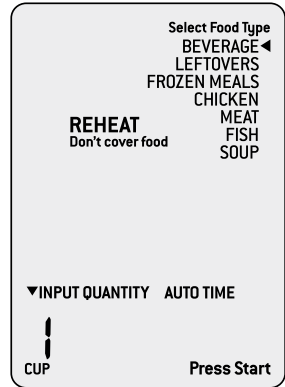 Select Food Type
BEVERAGE◀
LEFTOVERS
FROZEN MEALS
CHICKEN
MEAT
REHEAT
Don't cover food
FISH
SOUP
▼INPUT QUANTITY AUTO TIME
1
CUP
Press Start